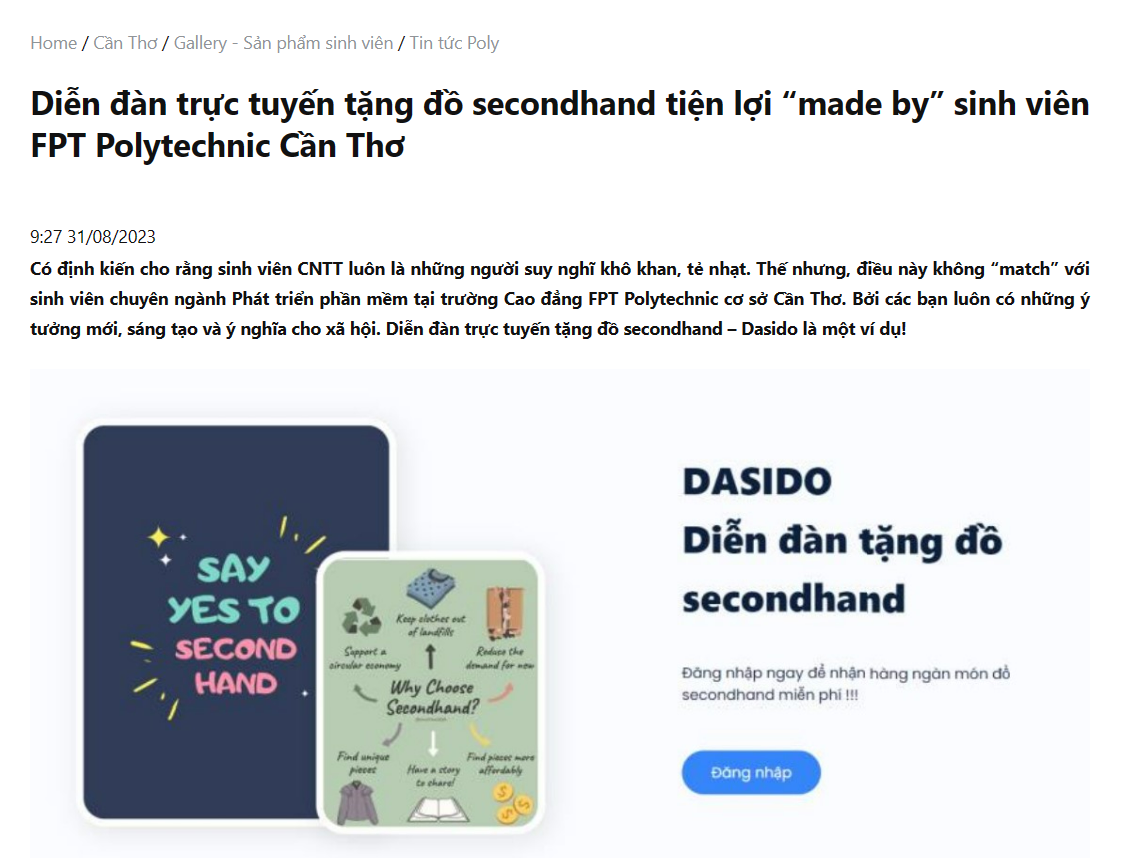 Home / Cần Thơ / Gallery - Sản phẩm sinh viên / Tin tức Poly
Diễn đàn trực tuyến tặng đồ secondhand tiện lợi “made by” sinh viên
FPT Polytechnic Cần Thơ
9:27 31/08/2023
Có định kiến cho rằng sinh viên CNTT luôn là những người suy nghĩ khô khan, tẻ nhạt. Thế nhưng, điều này không “match” với
sinh viên chuyên ngành Phát triển phần mềm tại trường Cao đẳng FPT Polytechnic cơ sở Cần Thơ. Bởi các bạn luôn có những ý
tưởng mới, sáng tạo và ý nghĩa cho xã hội. Diễn đàn trực tuyến tặng đồ secondhand – Dasido là một ví dụ!
SAY
YES TO
SECOND
HAND
Keep clothes out
of landfills
Support a
circular economy
Reduce the
demand for new
Why Choose
Secondhand?
Find unique
pieces
Have a story
to share!
Find pieces more
affordably
DASIDO
Diễn đàn tặng đồ
secondhand
Đăng nhập ngay để nhận hàng ngàn món đồ
secondhand miễn phí !!!
Đăng nhập